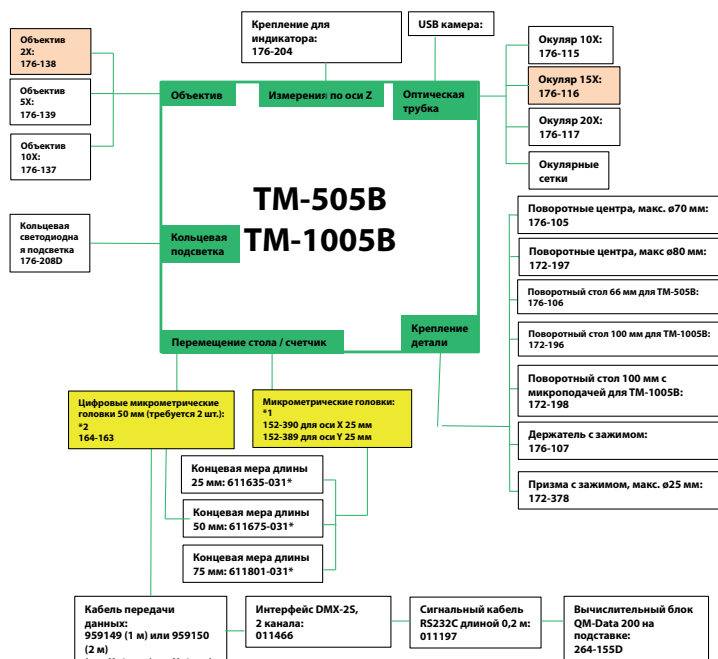 Крепление для
индикатора:
176-204
USB камера:
Объектив
2X:
176-138
Объектив
5X:
176-139
Объектив
10X:
176-137
Окуляр 10X:
176-115
Окуляр 15X:
176-116
Окуляр 20X:
176-117
Окулярные
сетки
Объектив
Измерения по оси Z
Оптическая
трубка
TM-505B
TM-1005B
Кольцевая
светодиодна
я подсветка
176-208D
Кольцевая
подсветка
Перемещение стола / счетчик
Крепление
детали
Поворотные центра, макс. ø70 мм:
176-105
Поворотные центра, макс ø80 мм:
172-197
Поворотный стол 66 мм для TM-505B:
176-106
Поворотный стол 100 мм для TM-1005B:
172-196
Поворотный стол 100 мм с
микроподачей для TM-1005B:
172-198
Держатель с зажимом:
176-107
Призма с зажимом, макс. ø25 мм:
172-378
Цифровые микрометрические
головки 50 мм (требуется 2 шт.):
*2
164-163
Микрометрические головки:
*1
152-390 для оси X 25 мм
152-389 для оси Y 25 мм
Концевая мера длины
25 мм: 611635-031*
Концевая мера длины
50 мм: 611675-031*
Концевая мера длины
75 мм: 611801-031*
Кабель передачи
данных:
959149 (1 м) или 959150
(2 м)
Интерфейс DMX-2S,
2 канала:
011466
Сигнальный кабель
RS232C длиной 0,2 м:
011197
Вычислительный блок
QM-Data 200 на
подставке:
264-155D